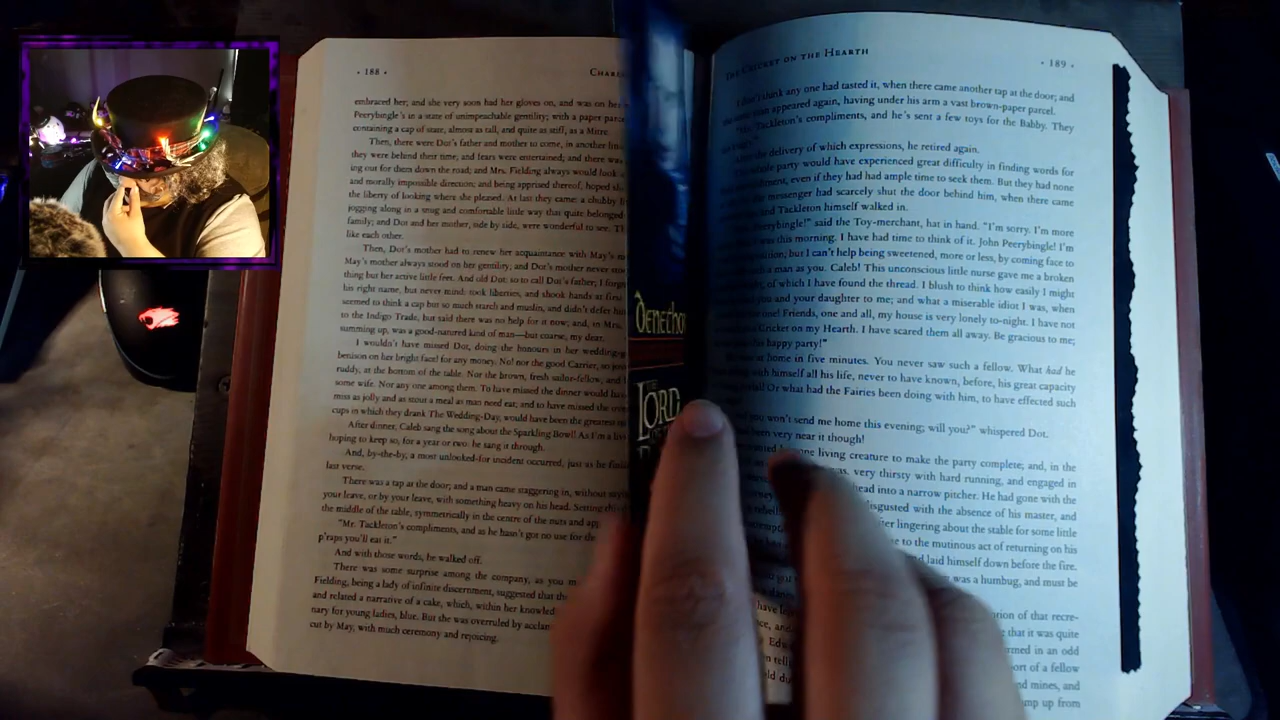 · 188 ·
embraced her; and she very soon had her gloves on, and was on her
Peerybingle's in a state of unimpeachable gentility; with a paper
containing a cap of state, almost as tall, and quite as stiff, as a Mitre.
Then, there were Dot's father and mother to come, in another
they were behind their time; and fears were entertained; and there was
ing out for them down the road; and Mrs. Fielding always would look
and morally impossible direction; and being apprised thereof, hoped
the liberty of looking where she pleased. At last they came: a chubby
jogging along in a snug and comfortable little way that quite belonged
family; and Dot and her mother, side by side, were wonderful to see.
like each other.
Then, Dot's mother had to renew her acquaintance with May's
May's mother always stood on her gentility; and Dot's mother never
thing but her active little feet. And old Dot: so to call Dot's father, I
his right name, but never mind: took liberties, and shook hands at first
seemed to think a cap but so much starch and muslin, and didn't
to the Indigo Trade, but said there was no help for it now; and, in Mrs.
summing up, was a good-natured kind of man—but coarse, my dear.
I wouldn't have missed Dot, doing the honours in her wedding-
benison on her bright face! for any money. No! nor the good Carrier, so
ruddy, at the bottom of the table. Nor the brown, fresh sailor-fellow, and
some wife. Nor any one among them. To have missed the dinner would
miss as jolly and as stout a meal as man need eat; and to have missed the
cups in which they drank The Wedding-Day, would have been the greatest
After dinner, Caleb sang the song about the Sparkling Bowl! As I'm a
hoping to keep so, for a year or two: he sang it through.
And, by-the-by, a most unlooked-for incident occurred, just as he
last verse.
There was a tap at the door; and a man came staggering in, without
your leave, or by your leave, with something heavy on his head. Setting
the middle of the table, symmetrically in the centre of the nuts and
"Mr. Tackleton's compliments, and as he hasn't got no use for the
p'raps you'll eat it."
And with those words, he walked off.
There was some surprise among the company, as you
Fielding, being a lady of infinite discernment, suggested that
and related a narrative of a cake, which, within her
nary for young ladies, blue. But she was overruled by
cut by May, with much ceremony and rejoicing.
THE
LORD
THE CRICKET ON THE HEARTH
· 189 ·
think any one had tasted it, when there came another tap at the door; and
appeared again, having under his arm a vast brown-paper parcel.
Tackleton's compliments, and he's sent a few toys for the Babby. They
the delivery of which expressions, he retired again.
party would have experienced great difficulty in finding words for
even if they had had ample time to seek them. But they had none
messenger had scarcely shut the door behind him, when there came
and Tackleton himself walked in.
said the Toy-merchant, hat in hand. "I'm sorry. I'm more
was this morning. I have had time to think of it. John Peerybingle! I'm
but I can't help being sweetened, more or less, by coming face to
a man as you. Caleb! This unconscious little nurse gave me a broken
of which I have found the thread. I blush to think how easily I might
you and your daughter to me; and what a miserable idiot I was, when
one! Friends, one and all, my house is very lonely to-night. I have not
Cricket on my Hearth. I have scared them all away. Be gracious to me;
happy party!"
at home in five minutes. You never saw such a fellow. What had he
with himself all his life, never to have known, before, his great capacity
Or what had the Fairies been doing with him, to have effected such
you won't send me home this evening; will you?" whispered Dot.
been very near it though!
one living creature to make the party complete; and, in the
was, very thirsty with hard running, and engaged in
head into a narrow pitcher. He had gone with the
disgusted with the absence of his master, and
lingering about the stable for some little
to the mutinous act of returning on his
laid himself down before the fire.
was a humbug, and must be
of that recre-
that it was quite
in an odd
of a fellow
mines, and
up from